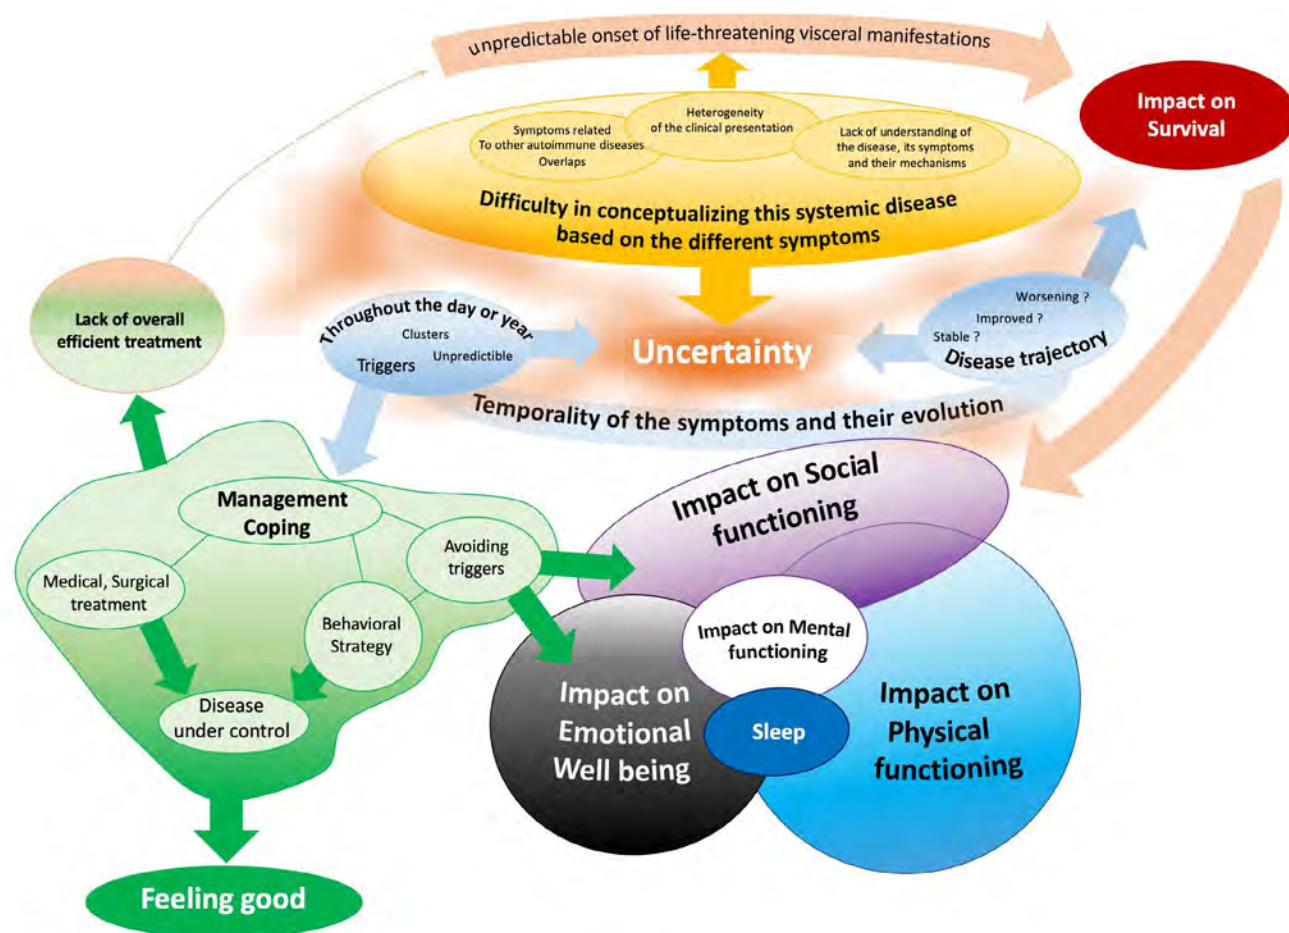 unpredictable onset of life-threatening visceral manifestations
Impact on
Survival
Heterogeneity
of the clinical presentation
Symptoms related
To other autoimmune diseases
Overlaps
Lack of understanding of
the disease, its symptoms
and their mechanisms
Difficulty in conceptualizing this systemic disease
based on the different symptoms
Lack of overall
efficient treatment
Throughout the day or year
Clusters
Unpredictible
Triggers
Uncertainty
Worsening ?
Improved ?
Stable ?
Disease trajectory
Temporality of the symptoms and their evolution
Management
Coping
Avoiding
triggers
Medical, Surgical
treatment
Behavioral
Strategy
Disease
under control
Feeling good
Impact on Social
functioning
Impact on Mental
functioning
Impact on
Emotional
Well being
Sleep
Impact on
Physical
functioning